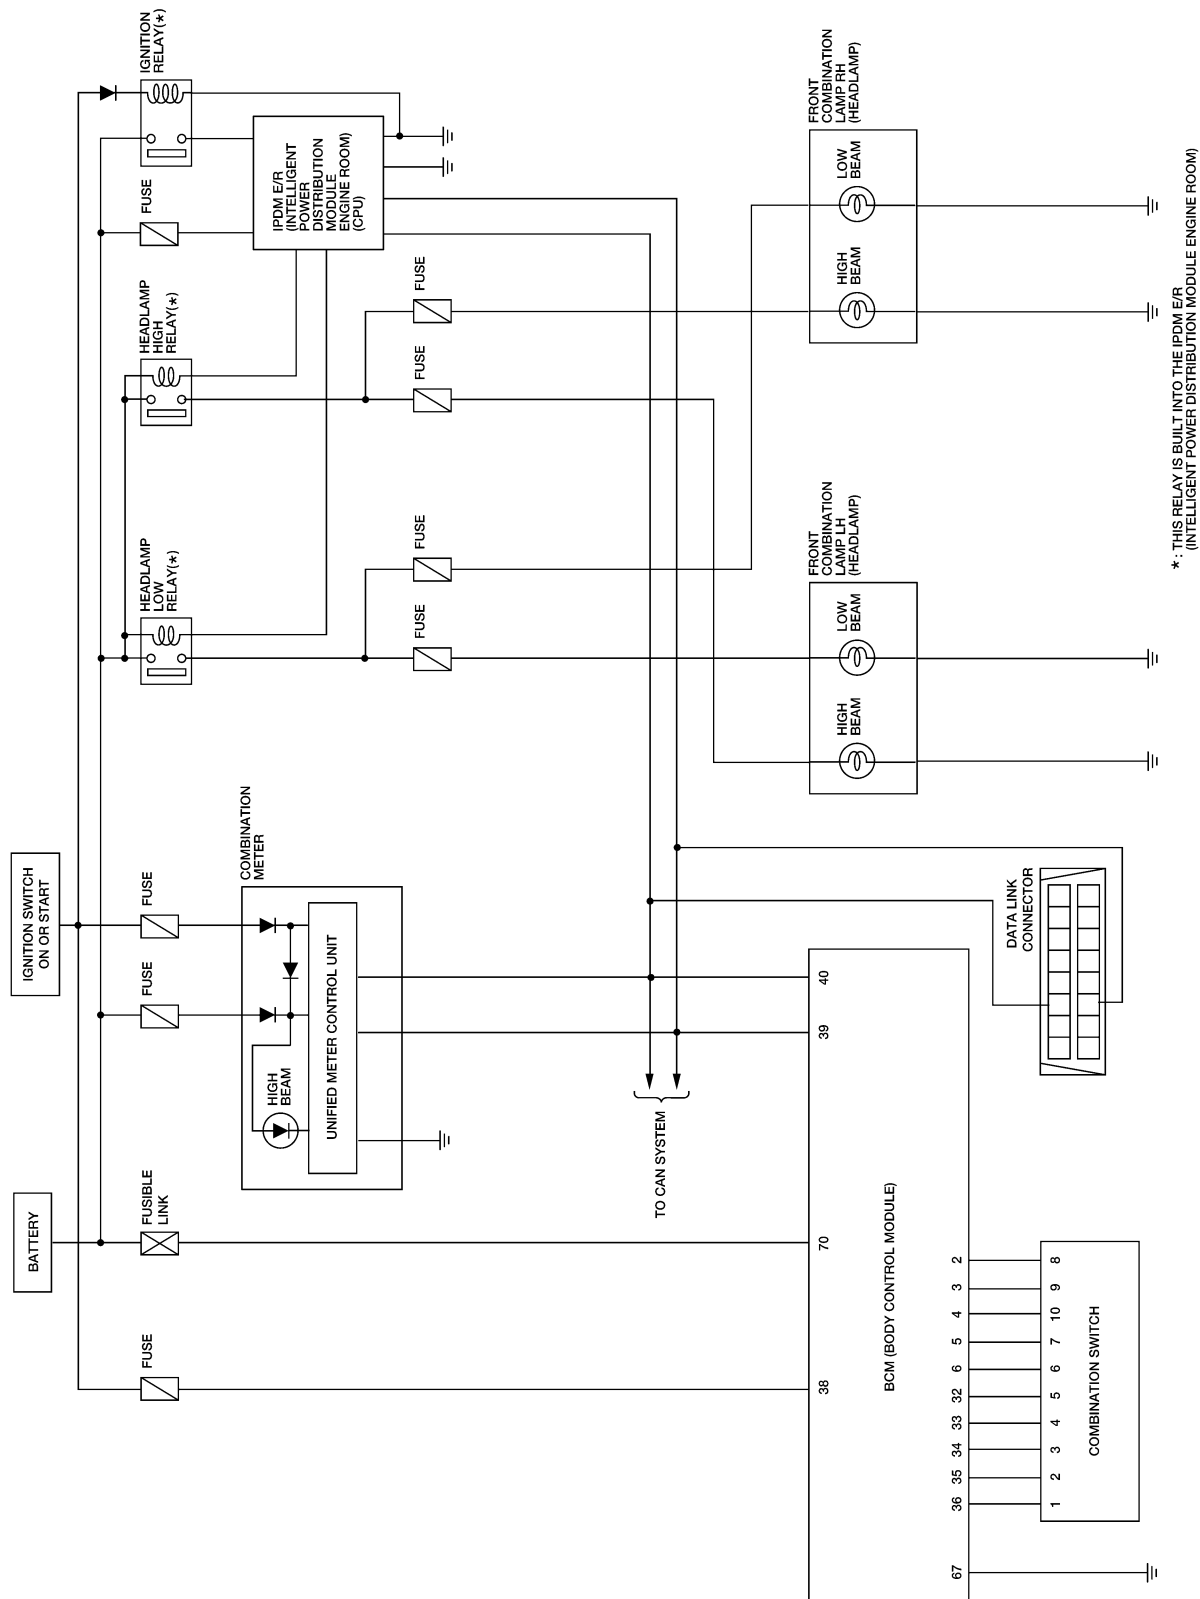 IGNITION SWITCH
ON OR START
BATTERY
IGNITION
RELAY(*)
FUSE
HEADLAMP
HIGH
RELAY(*)
HEADLAMP
LOW
RELAY(*)
FUSE
FUSE
FUSIBLE
LINK
FUSE
IPDM E/R
(INTELLIGENT
POWER
DISTRIBUTION
MODULE
ENGINE ROOM)
(CPU)
COMBINATION
METER
HIGH
BEAM
UNIFIED METER CONTROL UNIT
FUSE
FUSE
FUSE
FUSE
TO CAN SYSTEM
FRONT
COMBINATION
LAMP RH
(HEADLAMP)
LOW
BEAM
HIGH
BEAM
FRONT
COMBINATION
LAMP LH
(HEADLAMP)
LOW
BEAM
HIGH
BEAM
40
39
70
38
BCM (BODY CONTROL MODULE)
2
3
4
5
6
32
33
34
35
36
67
DATA LINK
CONNECTOR
8
9
10
7
6
5
4
3
2
1
COMBINATION SWITCH
* : THIS RELAY IS BUILT INTO THE IPDM E/R
(INTELLIGENT POWER DISTRIBUTION MODULE ENGINE ROOM)